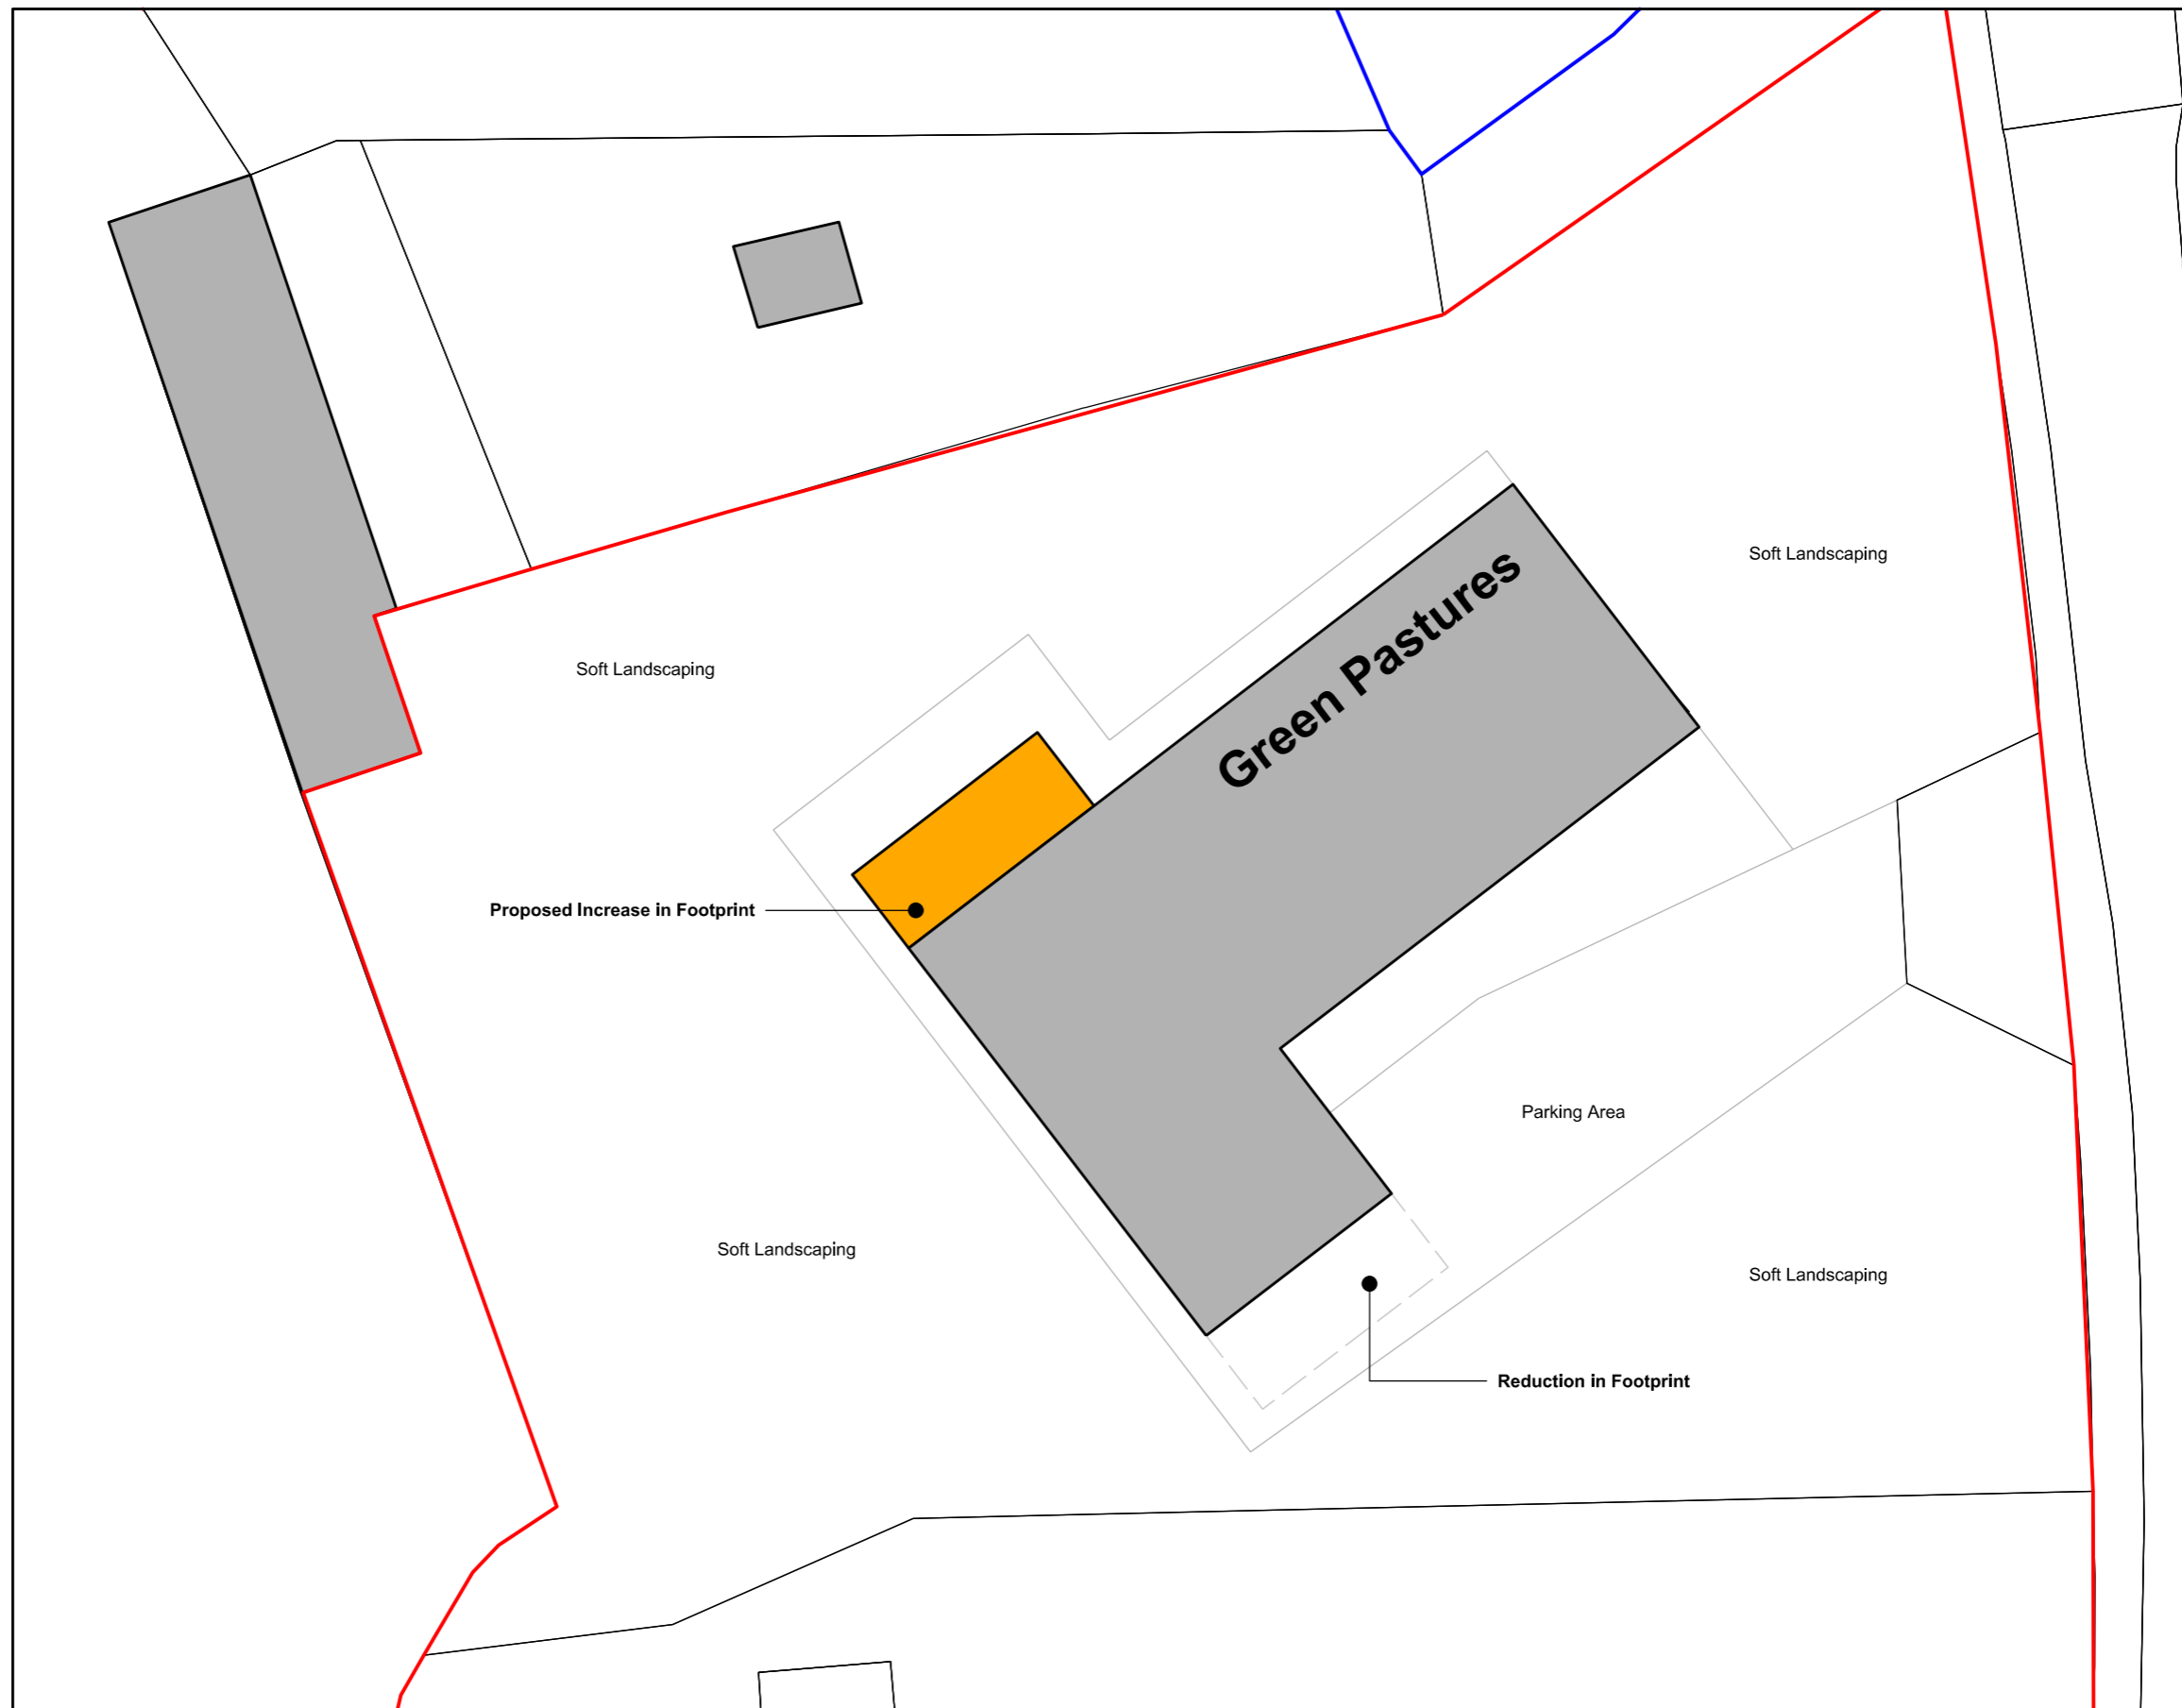 Soft Landscaping
Green Pastures
Soft Landscaping
Proposed Increase in Footprint
Parking Area
Soft Landscaping
Soft Landscaping
Reduction in Footprint